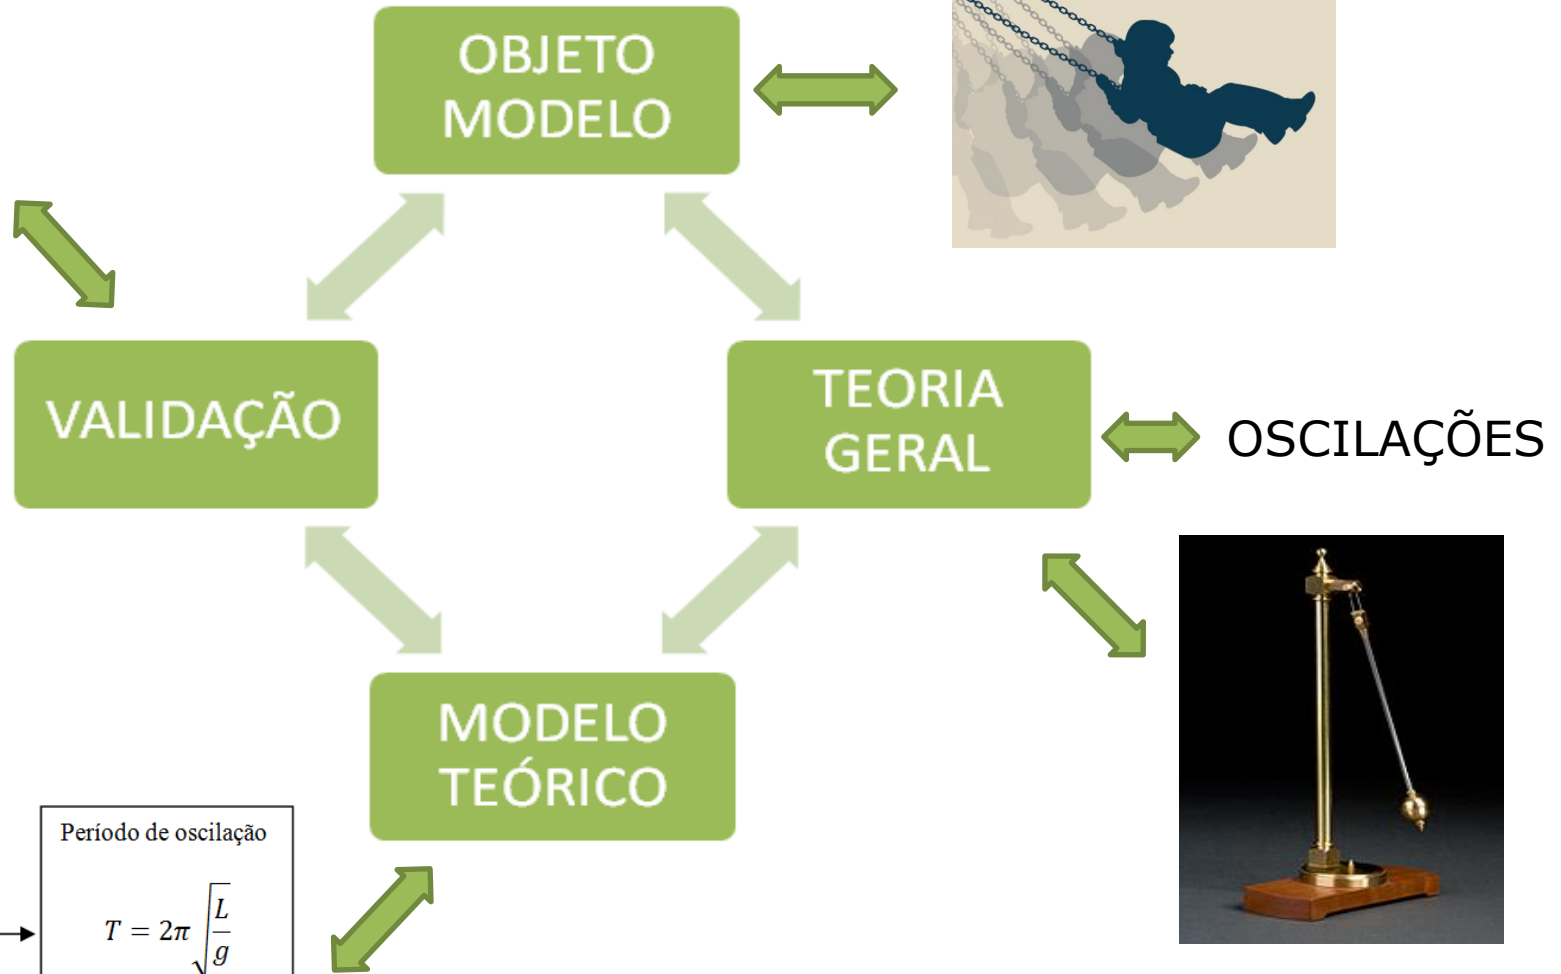 OBJETO
MODELO
VALIDAÇÃO
TEORIA
GERAL
OSCILAÇÕES
MODELO
TEÓRICO
Período de oscilação
T = 2π √(L/g)